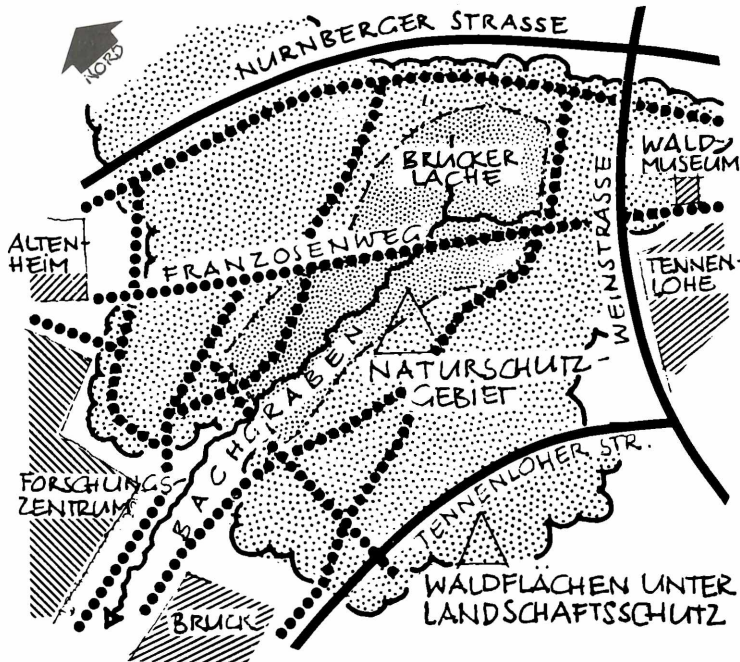 NORD
NÜRNBERGER STRASSE
BRUCKER
LACHE
WALD-
MUSEUM
WEINSTRASSE
ALTEN-
HEIM
FRANZOSENWEG
TENNEN-
LOHE
NATURSCHUTZ-
GEBIET
BACHGRABEN
FORSCHUNGS-
ZENTRUM
TENNENLOHER STR.
WALDFLÄCHEN UNTER
LANDSCHAFTSSCHUTZ
BRUCK